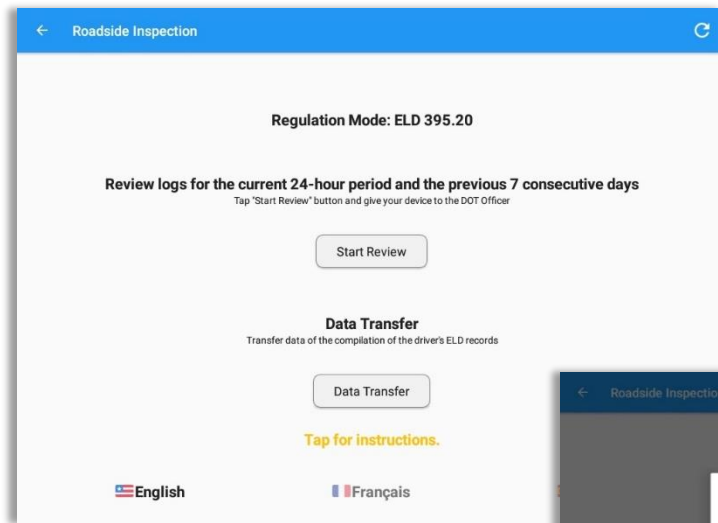 Roadside Inspection
Regulation Mode: ELD 395.20
Review logs for the current 24-hour period and the previous 7 consecutive days
Tap "Start Review" button and give your device to the DOT Officer
Start Review
Data Transfer
Transfer data of the compilation of the driver's ELD records
Data Transfer
Tap for instructions.
English Français
Roadside